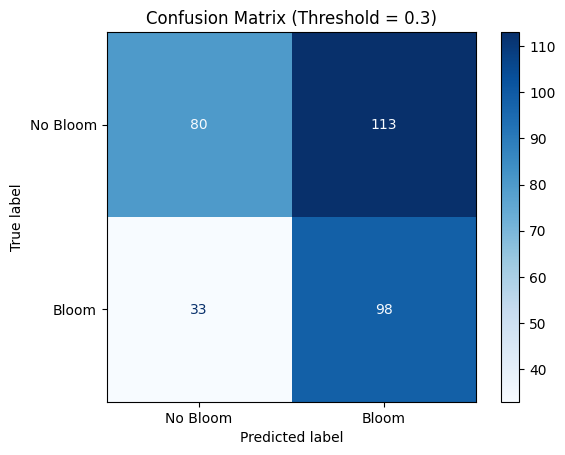 Confusion Matrix (Threshold = 0.3)
True label
No Bloom
80
113
Bloom
33
98
No Bloom
Bloom
Predicted label
110
100
90
80
70
60
50
40